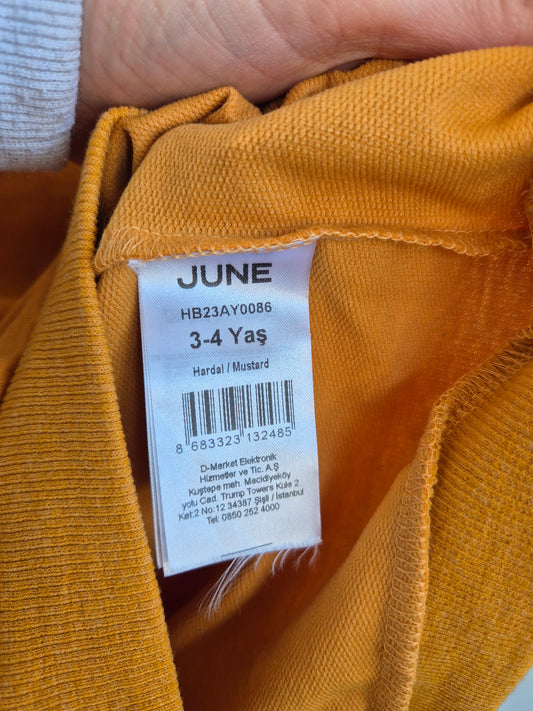 JUNE
HB23AY0086
3-4 Yaş
Hardal / Mustard
8 683323 132485
D-Market Elektronik
Hizmetler ve Tic. A.Ş
Kuştepe meh. Mecidiyeköy
yolu Cad. Trump Towers Kule 2
Kat:2 No:12 34387 Şişli / İstanbul
Tel: 0850 252 4000